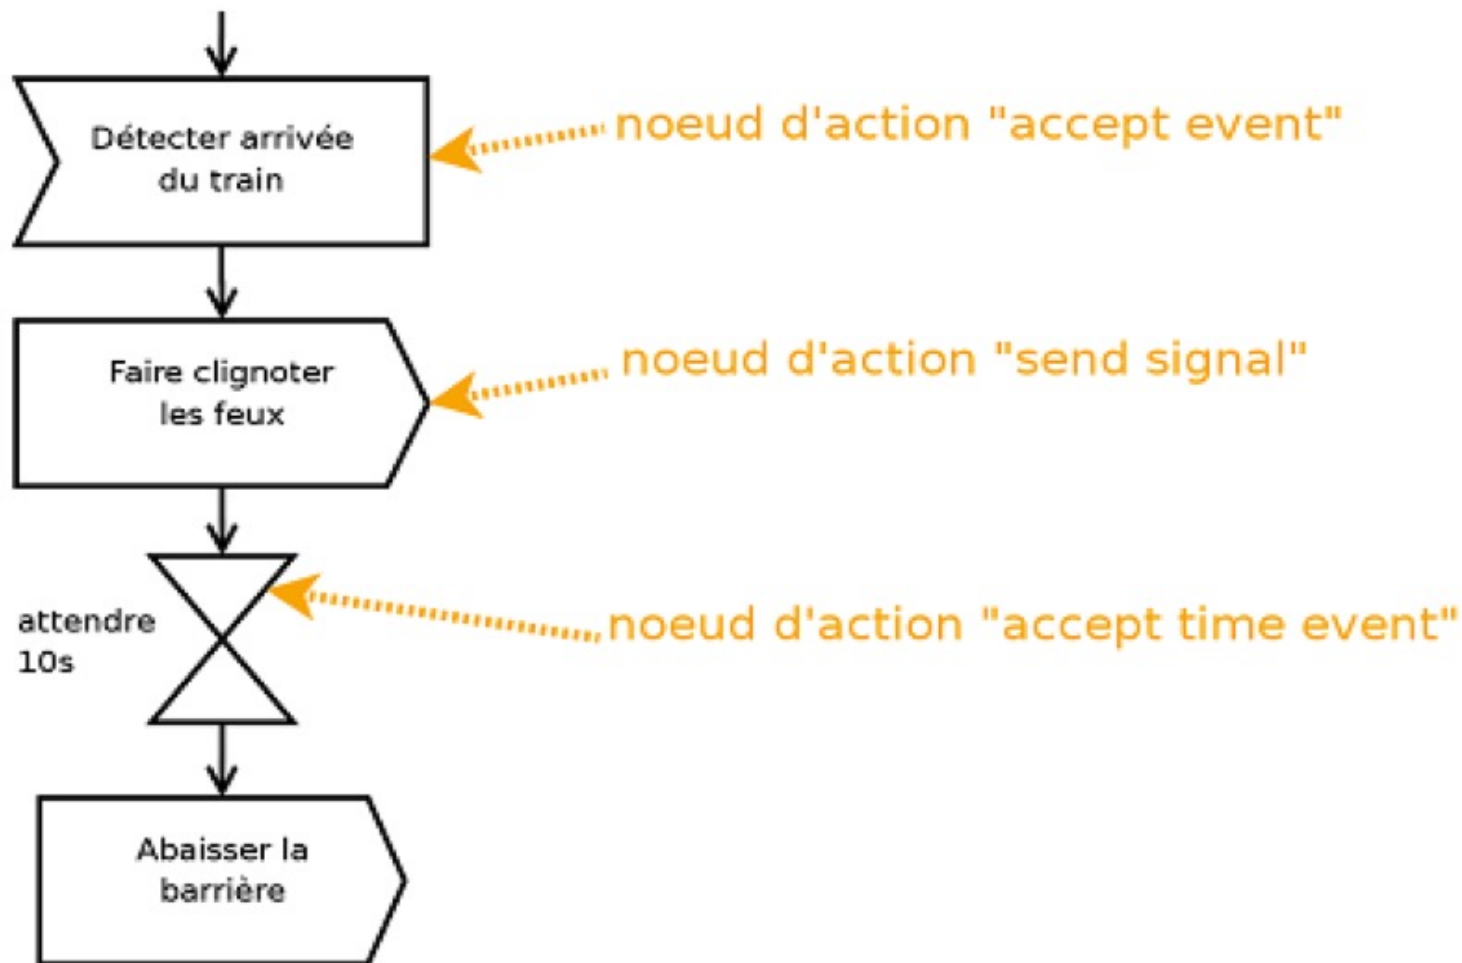 Détecter arrivée
du train
noeud d'action "accept event"
Faire clignoter
les feux
noeud d'action "send signal"
attendre
10s
noeud d'action "accept time event"
Abaisser la
barrière